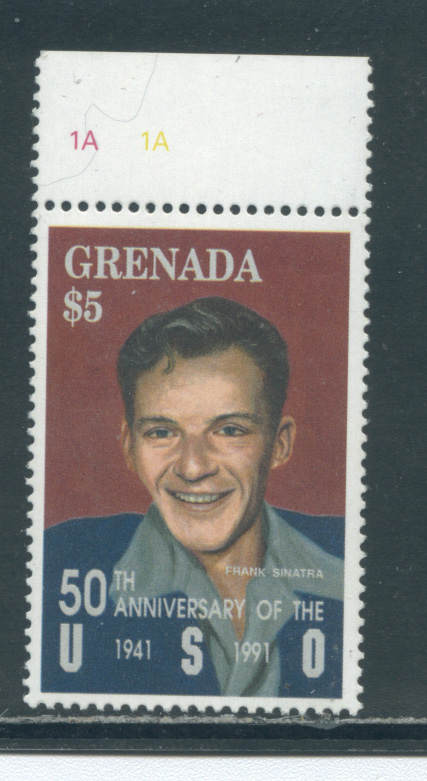 1A 1A
GRENADA
$5
FRANK SINATRA
50TH
ANNIVERSARY OF THE
U 1941 S 1991 O